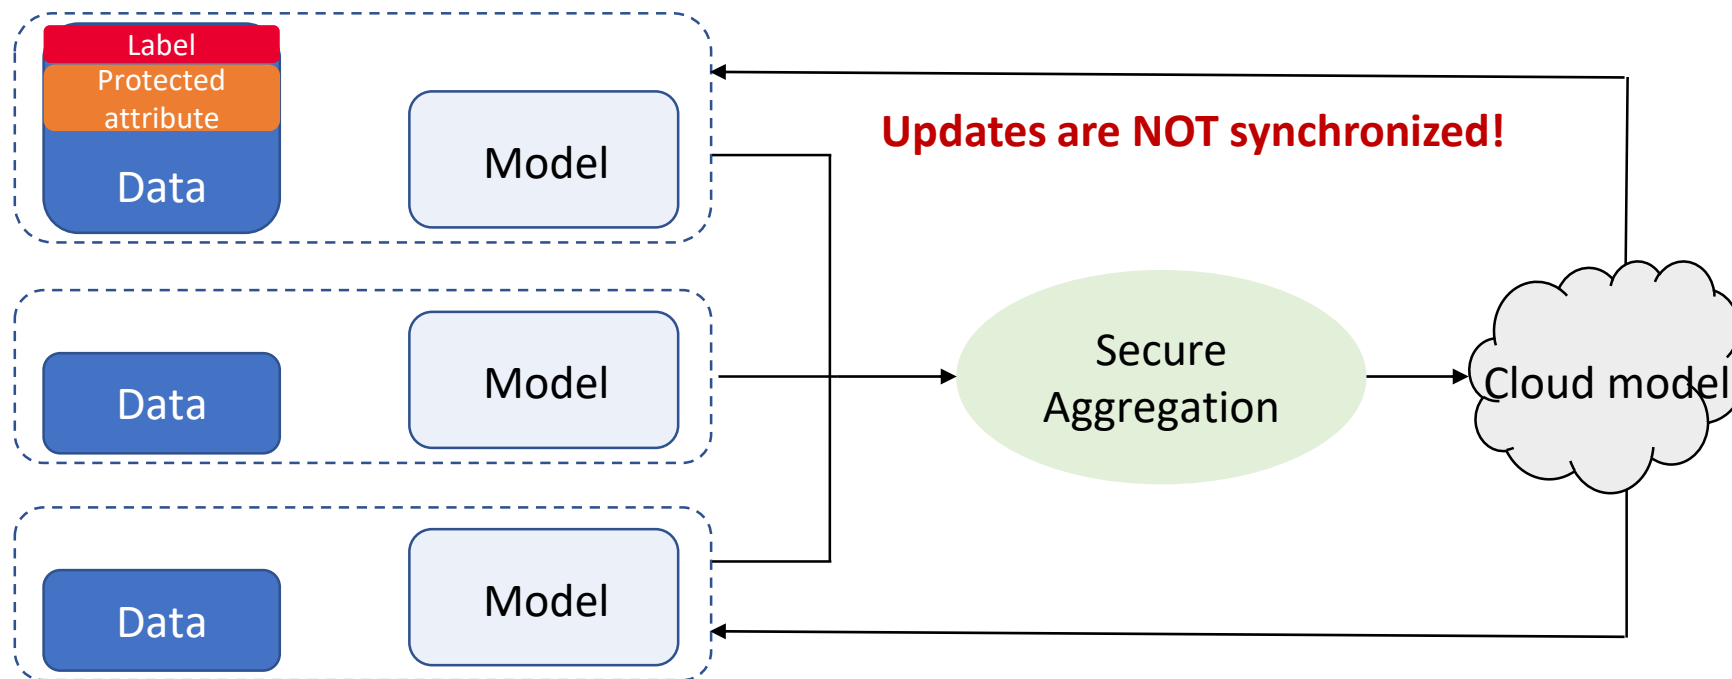 Label
Protected
attribute
Data
Model
Updates are NOT synchronized!
Data
Model
Secure
Aggregation
Cloud model
Data
Model